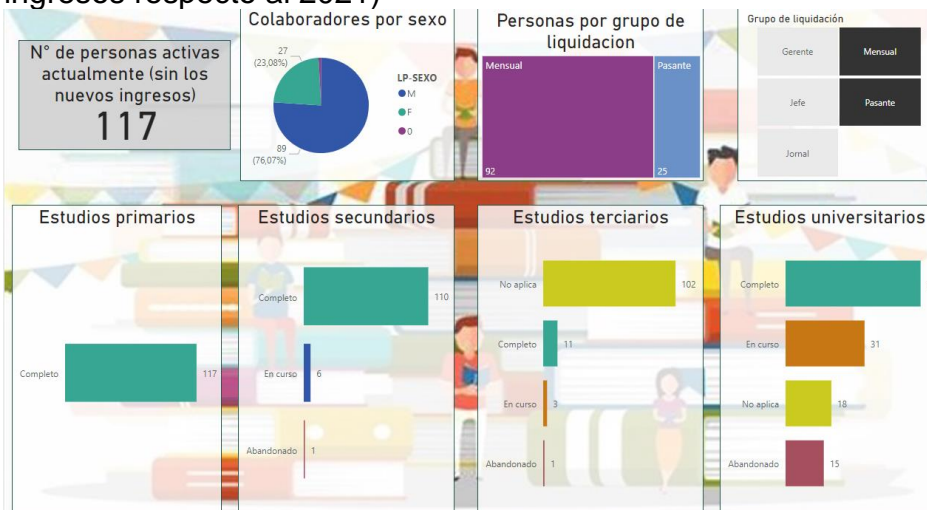 ingresos respecto al 2021)
N° de personas activas
actualmente (sin los
nuevos ingresos)
117
Colaboradores por sexo
27
(23,08%)
89
(76,07%)
LP-SEXO
M
F
0
Personas por grupo de
liquidacion
Mensual
92
Pasante
25
Grupo de liquidación
Gerente
Mensual
Jefe
Pasante
Jornal
Estudios primarios
Completo
117
Estudios secundarios
Completo
110
En curso
6
Abandonado
1
Estudios terciarios
No aplica
102
Completo
11
En curso
3
Abandonado
1
Estudios universitarios
Completo
En curso
31
No aplica
18
Abandonado
15